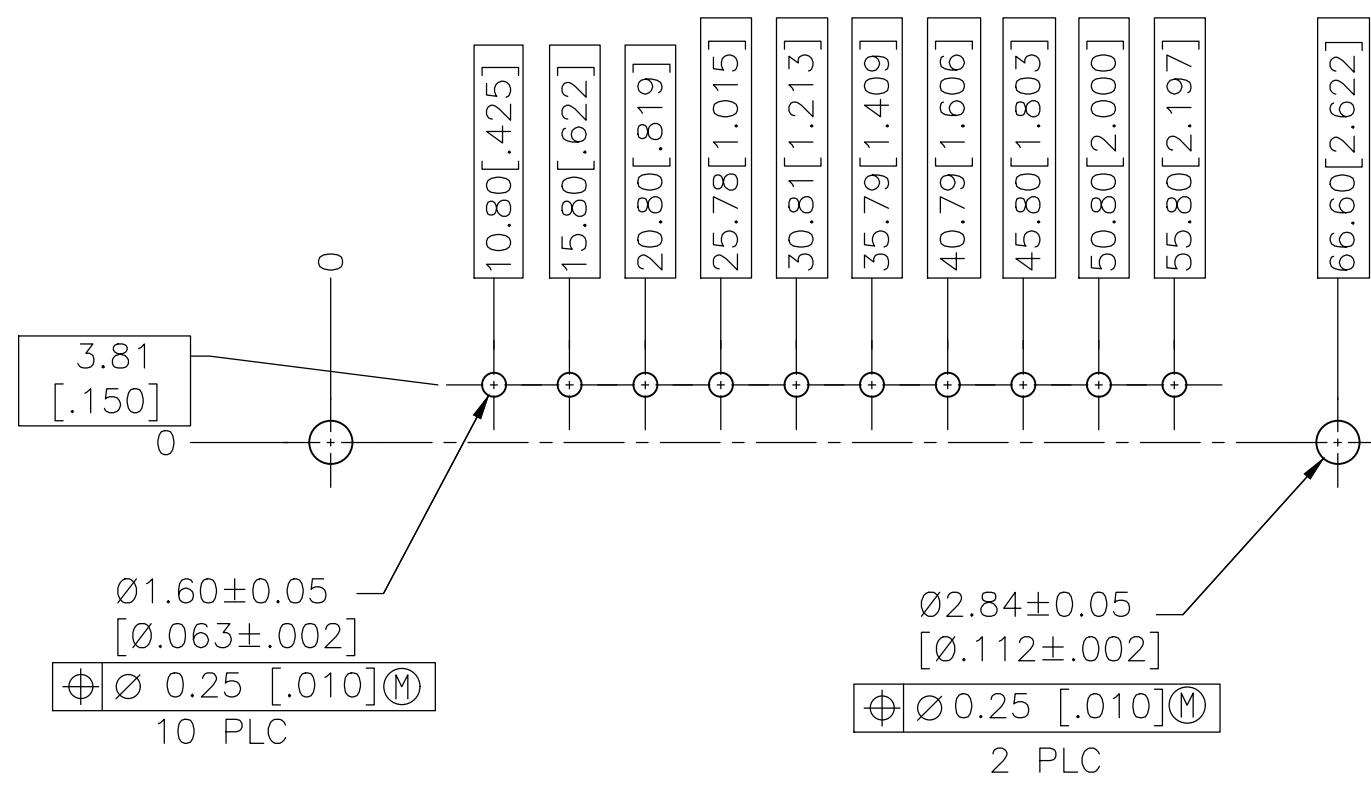 10.80[.425]
15.80[.622]
20.80[.819]
25.78[1.015]
30.81[1.213]
35.79[1.409]
40.79[1.606]
45.80[1.803]
50.80[2.000]
55.80[2.197]
66.60[2.622]
0
3.81
[.150]
0
Ø1.60±0.05
[Ø.063±.002]
⌖ Ø 0.25 [.010]Ⓜ
10 PLC
Ø2.84±0.05
[Ø.112±.002]
⌖ Ø 0.25 [.010]Ⓜ
2 PLC